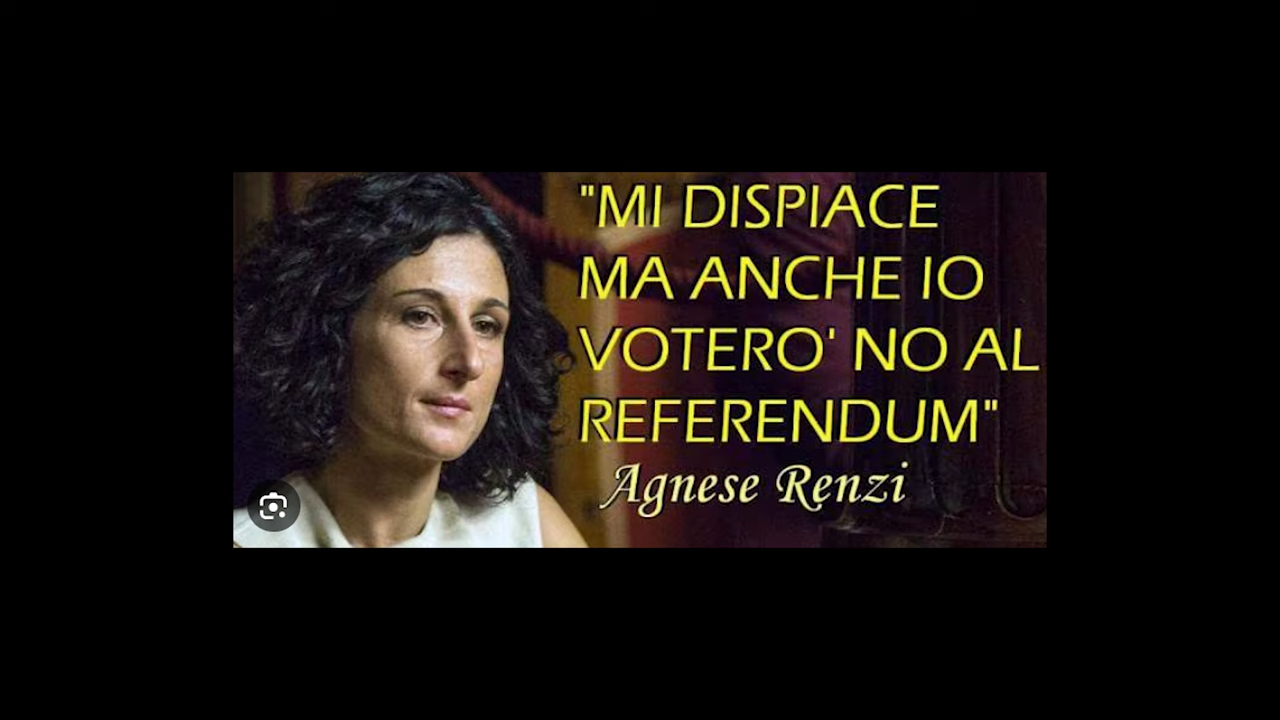 "MI DISPIACE
MA ANCHE IO
VOTERO' NO AL
REFERENDUM"
Agnese Renzi